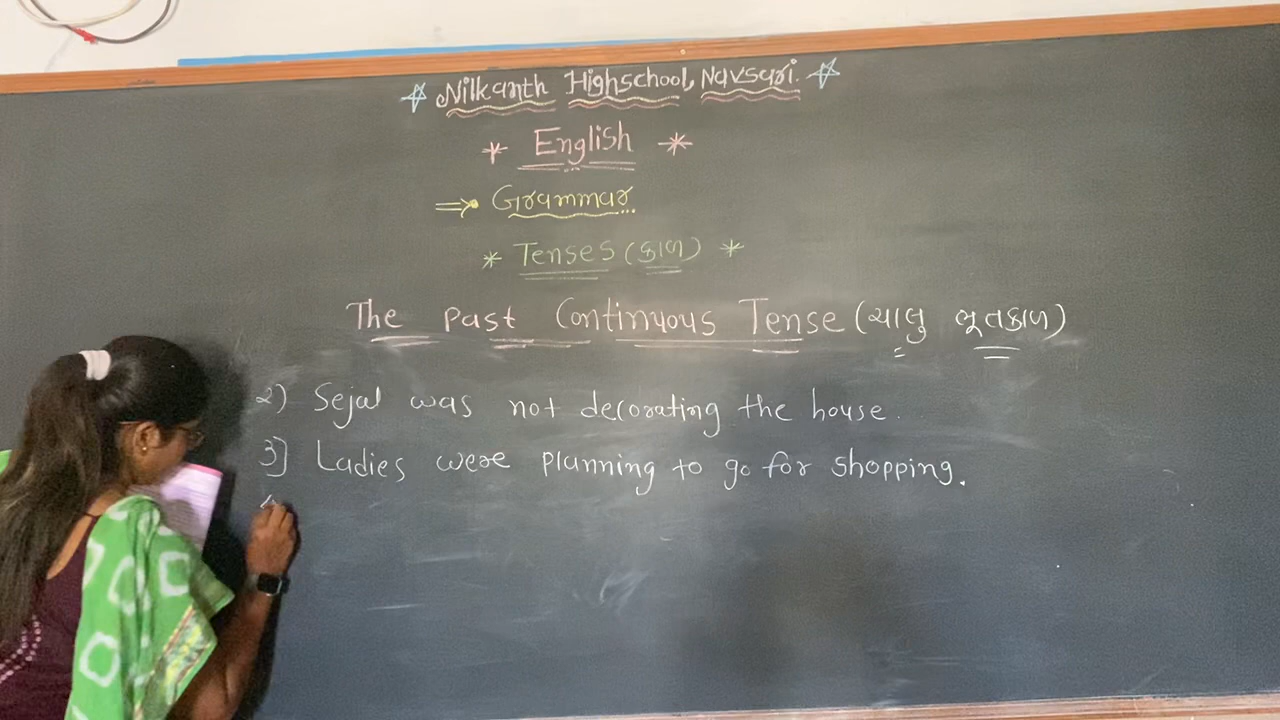 Nilkanth Highschool, Navsari.
* English *
⇒ Grammar
* Tenses (કાળ) *
The Past Continuous Tense (ચાલુ ભૂતકાળ)
2) Sejal was not decorating the house.
3] Ladies were planning to go for shopping.